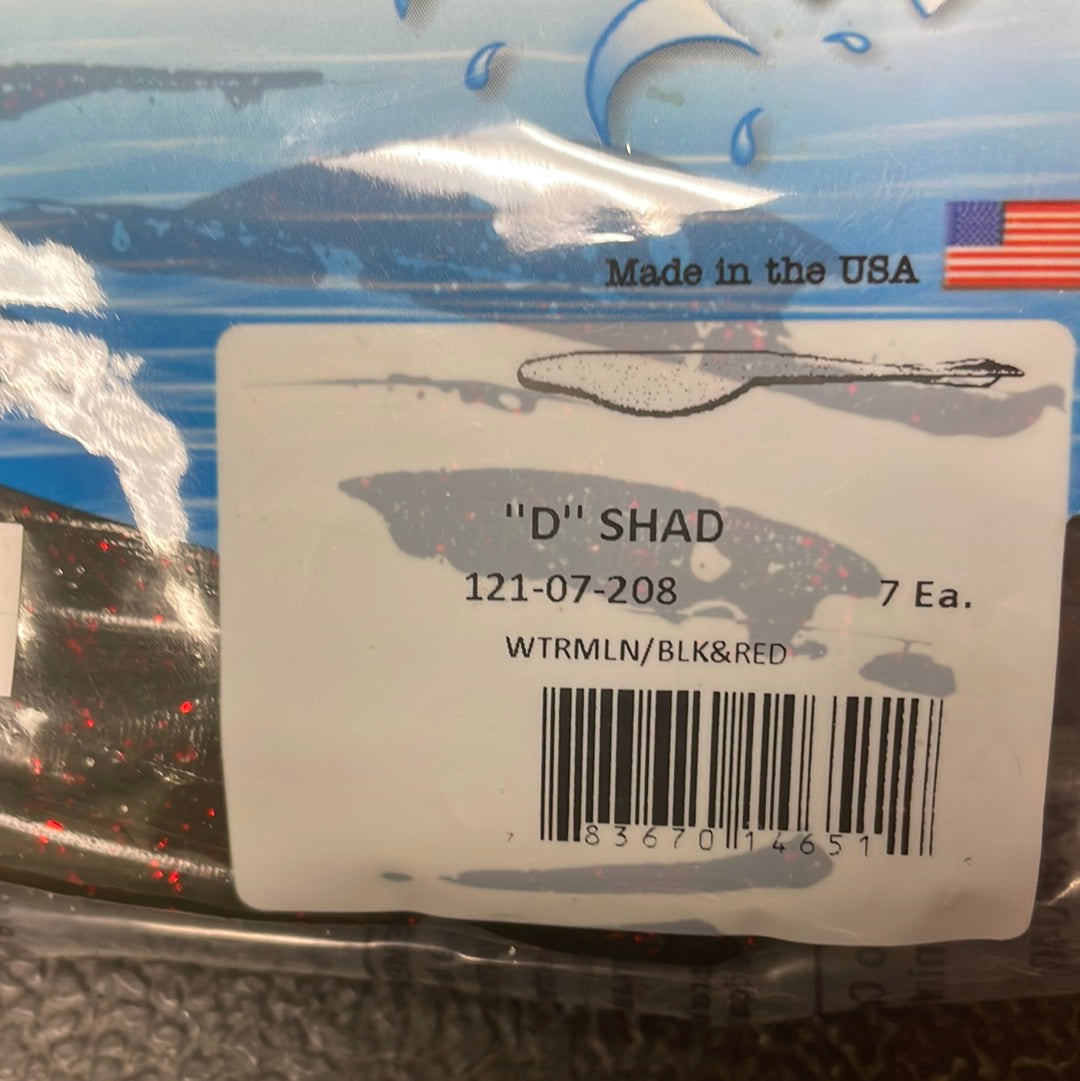 Made in the USA
"D" SHAD
121-07-208
7 Ea.
WTRMLN/BLK&RED
7 83670 14651